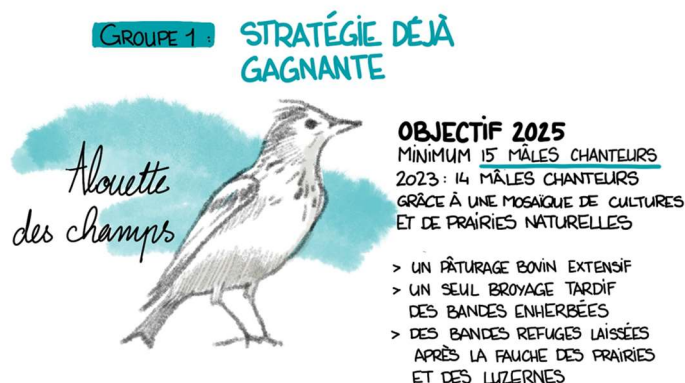 GROUPE 1 :
STRATÉGIE DÉJÀ
GAGNANTE
Alouette
des champs
OBJECTIF 2025
MINIMUM 15 MÂLES CHANTEURS
2023 : 14 MÂLES CHANTEURS
GRÂCE À UNE MOSAÏQUE DE CULTURES
ET DE PRAIRIES NATURELLES
> UN PÂTURAGE BOVIN EXTENSIF
> UN SEUL BROYAGE TARDIF
DES BANDES ENHERBÉES
> DES BANDES REFUGES LAISSÉES
APRÈS LA FAUCHE DES PRAIRIES
ET DES LUZERNES